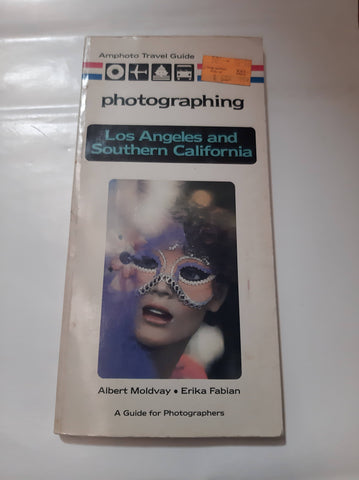 Amphoto Travel Guide
photographing
Los Angeles and
Southern California
Albert Moldvay • Erika Fabian
A Guide for Photographers